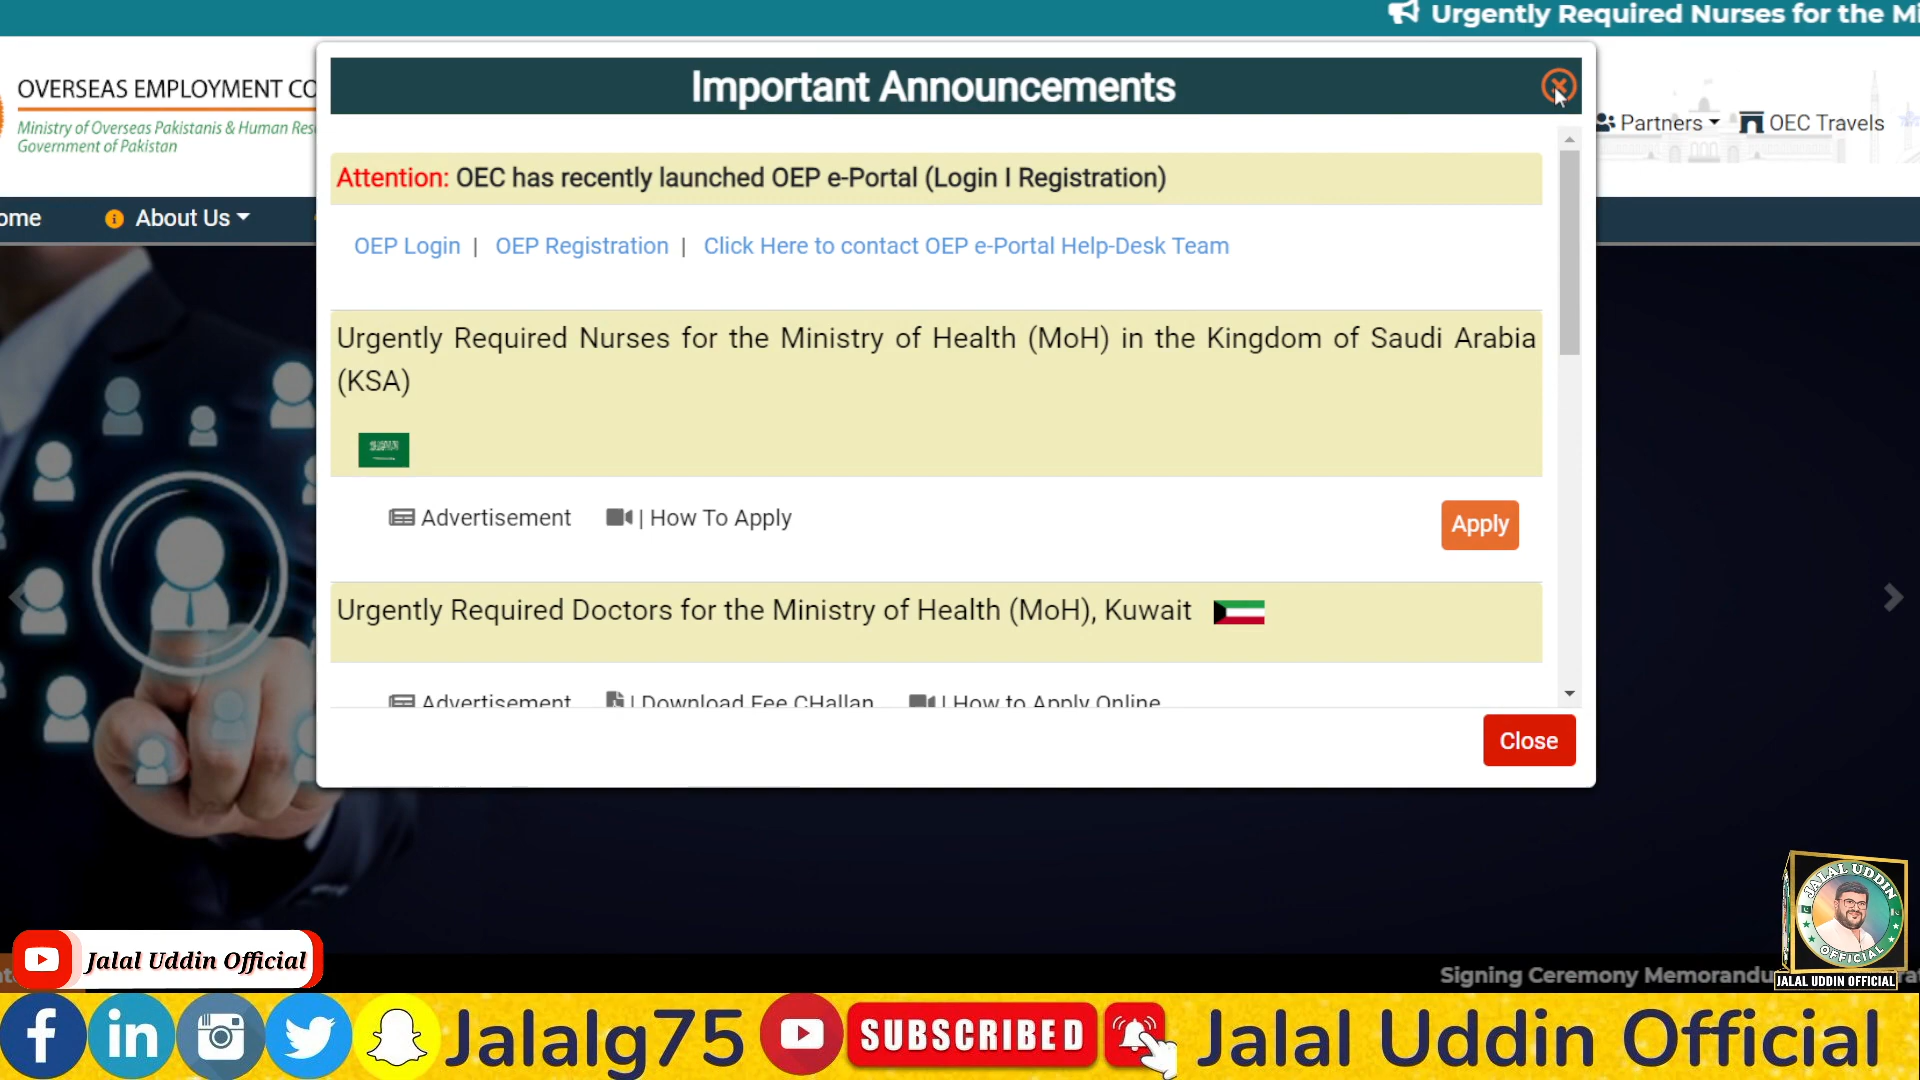 Urgently Required Nurses for the Mi
OVERSEAS EMPLOYMENT CO
Ministry of Overseas Pakistanis & Human Res
Government of Pakistan
Important Announcements
Partners
OEC Travels
ome
About Us
Attention: OEC has recently launched OEP e-Portal (Login I Registration)
OEP Login | OEP Registration | Click Here to contact OEP e-Portal Help-Desk Team
Urgently Required Nurses for the Ministry of Health (MoH) in the Kingdom of Saudi Arabia
(KSA)
Advertisement | How To Apply
Apply
Urgently Required Doctors for the Ministry of Health (MoH), Kuwait
Advertisement | Download Fee CHallan | How to Apply Online
Close
Jalal Uddin Official
Signing Ceremony Memorandu
JALAL UDDIN
OFFICIAL
JALAL UDDIN OFFICIAL
Jalalg75 SUBSCRIBED Jalal Uddin Official